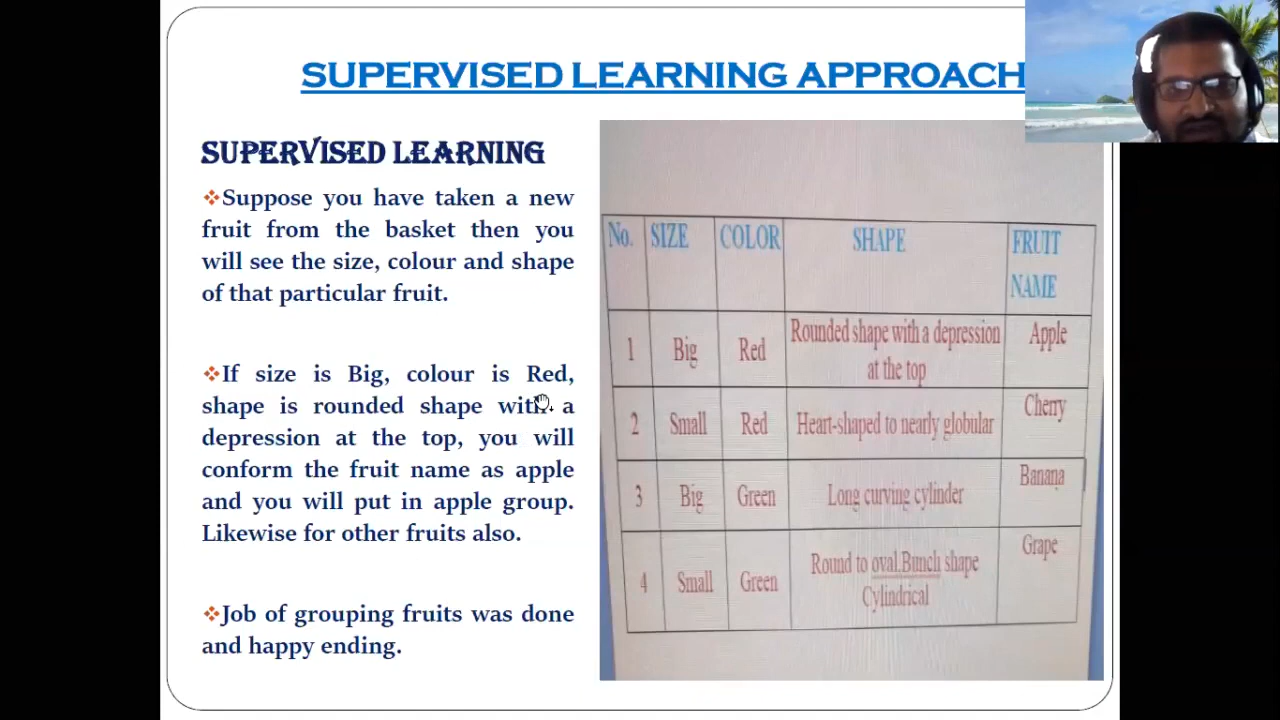 SUPERVISED LEARNING APPROACH
SUPERVISED LEARNING
Suppose you have taken a new
fruit from the basket then you
will see the size, colour and shape
of that particular fruit.
If size is Big, colour is Red,
shape is rounded shape with a
depression at the top, you will
conform the fruit name as apple
and you will put in apple group.
Likewise for other fruits also.
Job of grouping fruits was done
and happy ending.
No. SIZE COLOR SHAPE FRUIT
NAME
1 Big Red Rounded shape with a depression Apple
at the top
2 Small Red Heart-shaped to nearly globular Cherry
3 Big Green Long curving cylinder Banana
4 Small Green Round to oval.Bunch shape Grape
Cylindrical